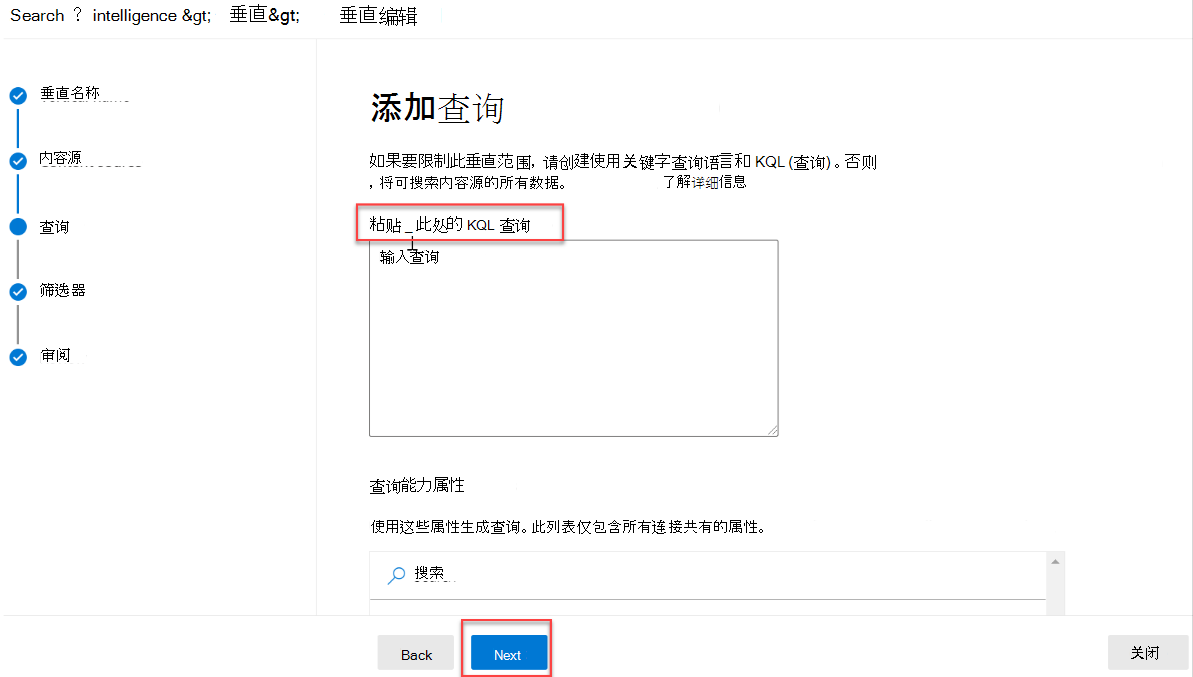 Search ? intelligence &gt; 垂直&gt; 垂直编辑
垂直名称
内容源
查询
筛选器
审阅
添加查询
如果要限制此垂直范围, 请创建使用关键字查询语言和 KQL (查询) 。否则
, 将可搜索内容源的所有数据。 了解详细信息
粘贴 _ 此处的 KQL 查询
输入查询
查询能力属性
使用这些属性生成查询。此列表仅包含所有连接共有的属性。
搜索
Back Next 关闭